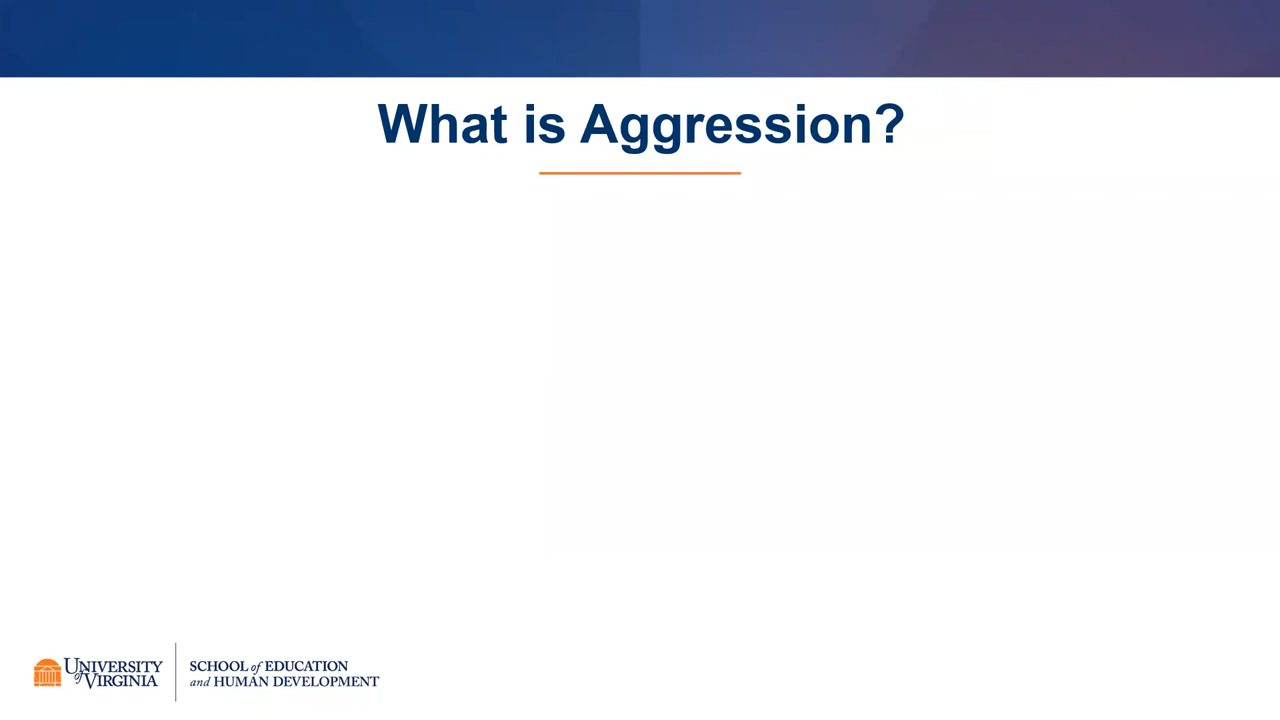 What is Aggression?
UNIVERSITY of VIRGINIA
SCHOOL of EDUCATION
and HUMAN DEVELOPMENT